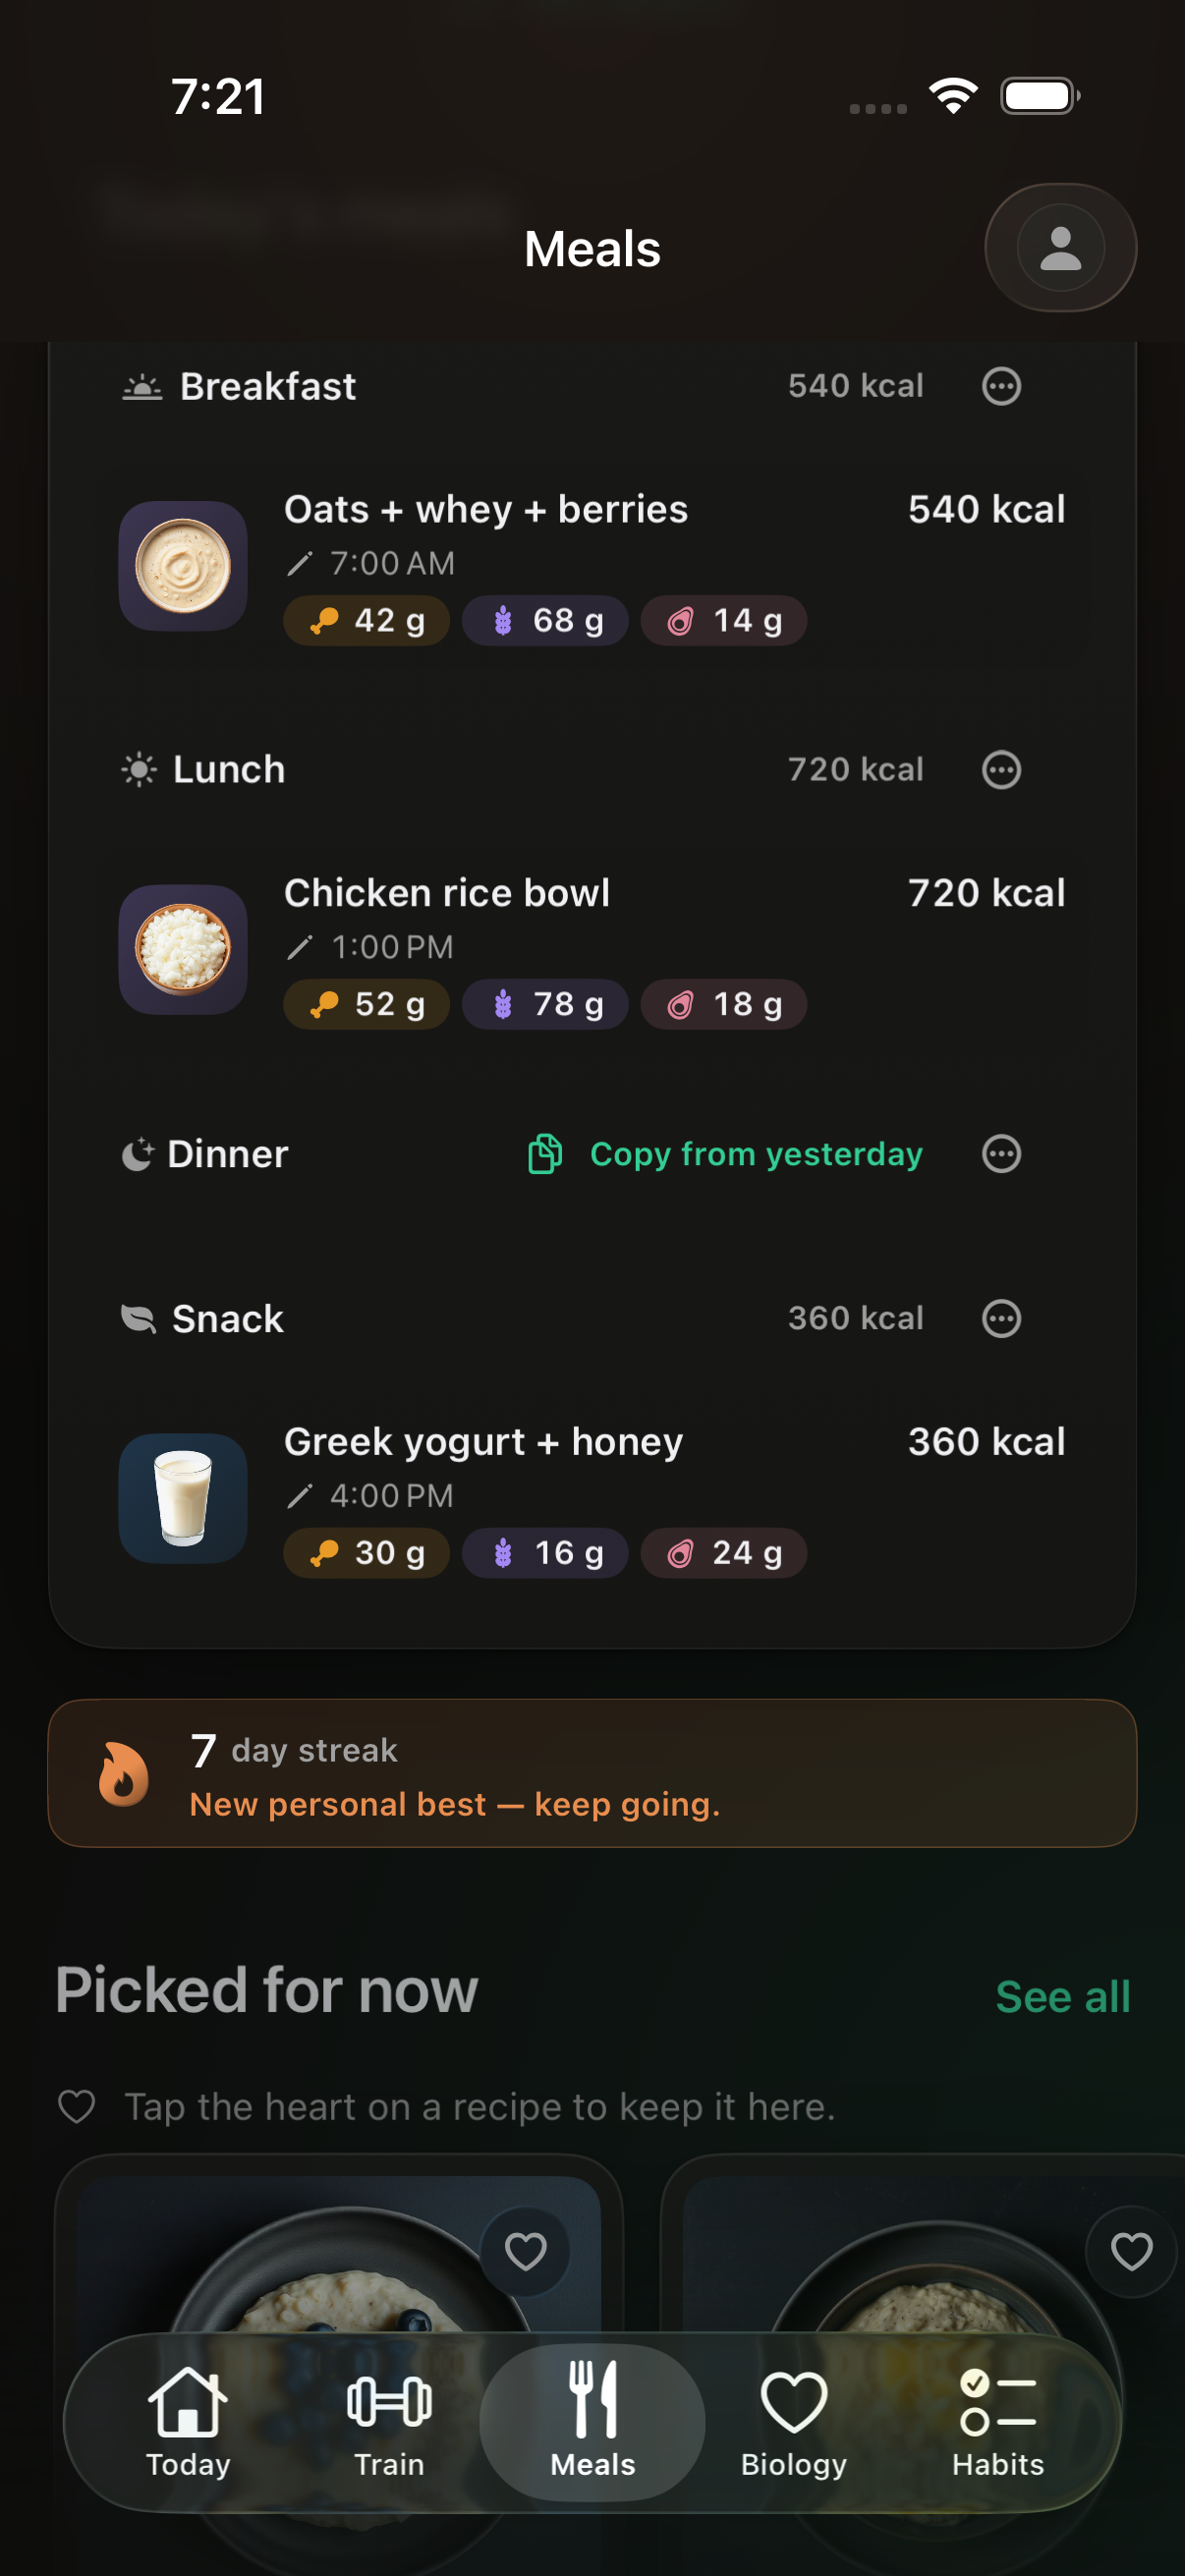 7:21
Meals
Breakfast 540 kcal
Oats + whey + berries 540 kcal
7:00 AM
42 g 68 g 14 g
Lunch 720 kcal
Chicken rice bowl 720 kcal
1:00 PM
52 g 78 g 18 g
Dinner Copy from yesterday
Snack 360 kcal
Greek yogurt + honey 360 kcal
4:00 PM
30 g 16 g 24 g
7 day streak
New personal best — keep going.
Picked for now See all
Tap the heart on a recipe to keep it here.
Today Train Meals Biology Habits